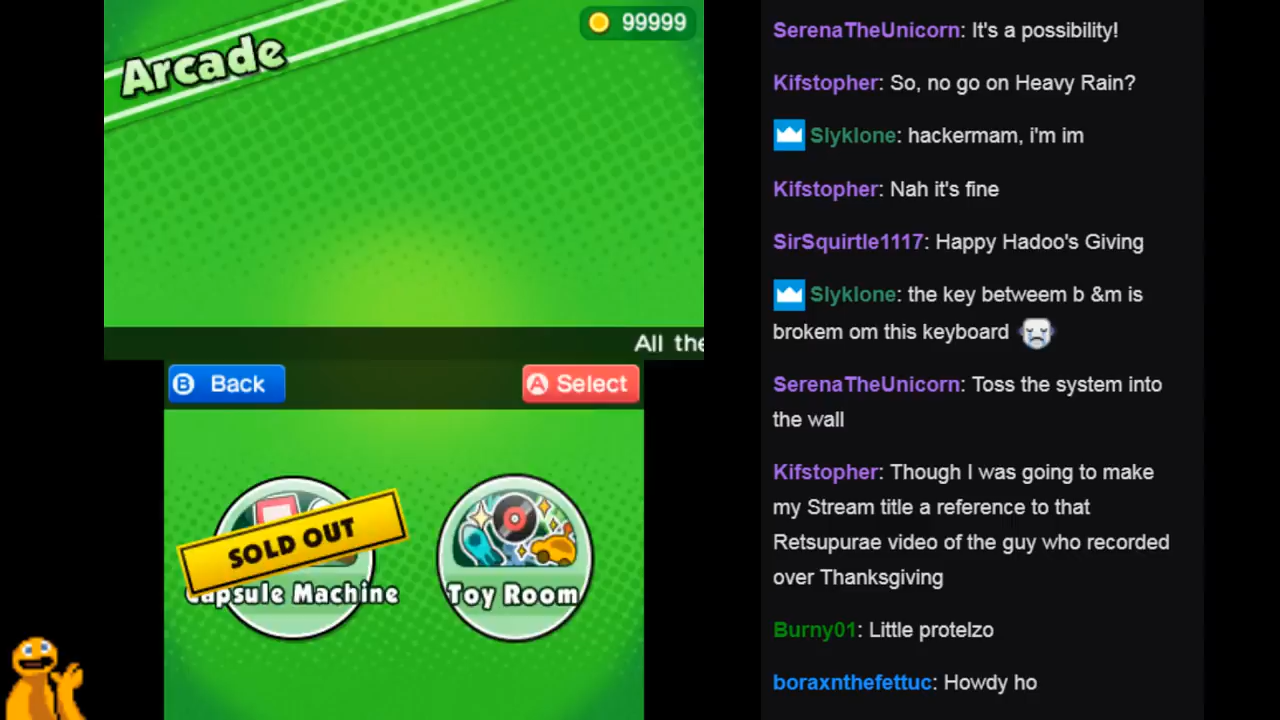 Arcade
99999
All the
B Back
A Select
SOLD OUT
Capsule Machine
Toy Room
SerenaTheUnicorn: It's a possibility!
Kifstopher: So, no go on Heavy Rain?
Slyklone: hackermam, i'm im
Kifstopher: Nah it's fine
SirSquirtle1117: Happy Hadoo's Giving
Slyklone: the key betweem b &m is
brokem om this keyboard
SerenaTheUnicorn: Toss the system into
the wall
Kifstopher: Though I was going to make
my Stream title a reference to that
Retsupurae video of the guy who recorded
over Thanksgiving
Burny01: Little protelzo
boraxnthefettuc: Howdy ho